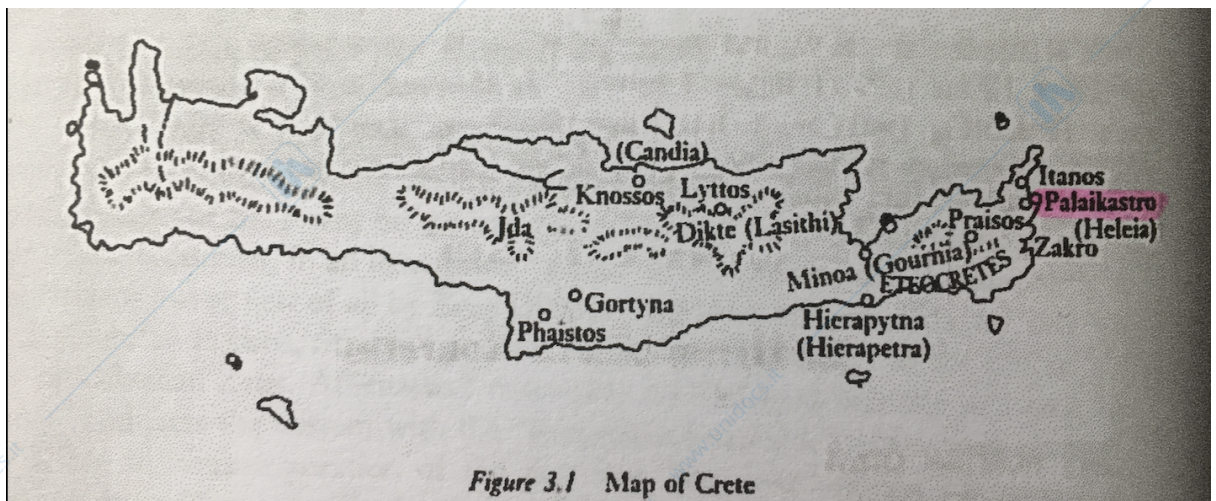 (Candia)
Knossos
Lyttos
Itanos
Palaikastro
(Heleia)
Ida
Dikte (Lasithi)
Praisos
Zakro
Minoa
(Gournia)
ETEOCRETES
Gortyna
Phaistos
Hierapytna
(Hierapetra)
Figure 3.1 Map of Crete